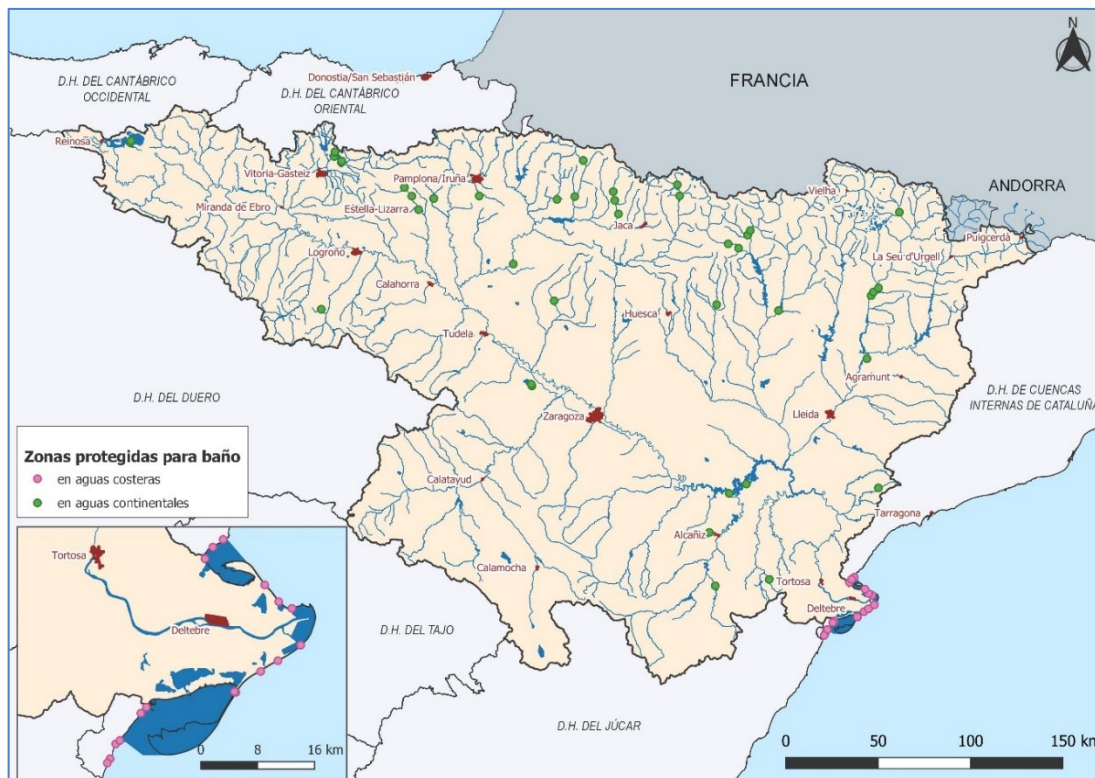 N
FRANCIA
Donostia/San Sebastián
D.H. DEL CANTÁBRICO
OCCIDENTAL
D.H. DEL CANTÁBRICO
ORIENTAL
Reinosa
Vitoria-Gasteiz
Pamplona/Iruña
Vielha
ANDORRA
Miranda de Ebro
Estella-Lizarra
Jaca
Puigcerdà
La Seu d'Urgell
Logroño
Calahorra
Huesca
Tudela
Agramunt
D.H. DE CUENCAS
INTERNAS DE CATALUÑA
D.H. DEL DUERO
Zaragoza
Lleida
Zonas protegidas para baño
en aguas costeras
en aguas continentales
Calatayud
Tarragona
Alcañiz
Calamocha
Tortosa
Deltebre
D.H. DEL TAJO
D.H. DEL JÚCAR
Tortosa
Deltebre
0 8 16 km
0 50 100 150 km